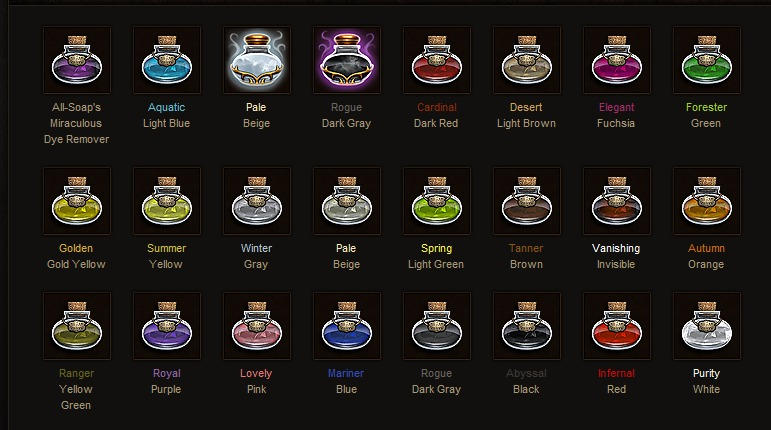 All-Soap's
Miraculous
Dye Remover
Aquatic
Light Blue
Pale
Beige
Rogue
Dark Gray
Cardinal
Dark Red
Desert
Light Brown
Elegant
Fuchsia
Forester
Green
Golden
Gold Yellow
Summer
Yellow
Winter
Gray
Pale
Beige
Spring
Light Green
Tanner
Brown
Vanishing
Invisible
Autumn
Orange
Ranger
Yellow
Green
Royal
Purple
Lovely
Pink
Mariner
Blue
Rogue
Dark Gray
Abyssal
Black
Infernal
Red
Purity
White